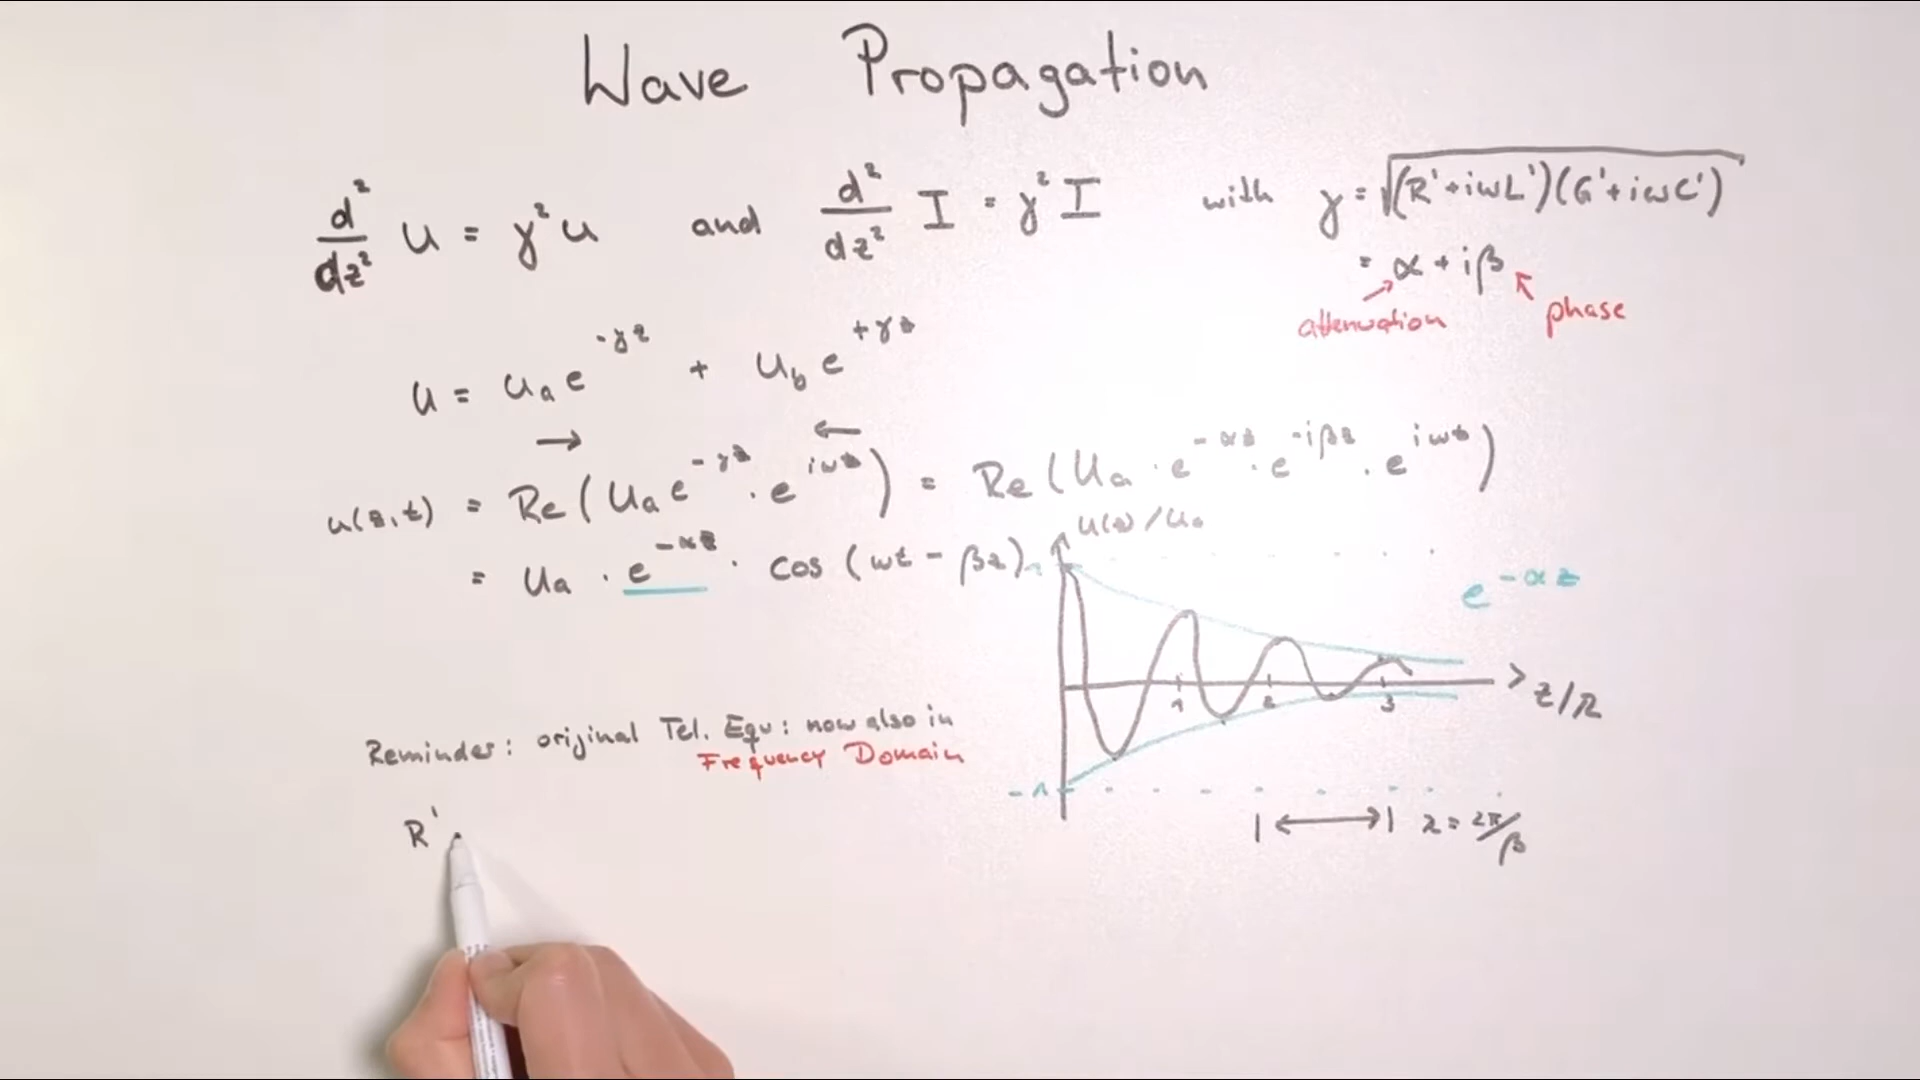 Wave Propagation
d²/dz² U = γ²U and d²/dz² I = γ² I with γ = √(R'+iωL')(G'+iωC')
= α + iβ
attenuation phase
U = Ua e^-γz + Ub e^+γz
→ ←
u(z,t) = Re(Ua e^-γz · e^iωt) = Re(Ua · e^-αz · e^-iβz · e^iωt)
= Ua · e^-αz · cos(ωt - βz)
u(z)/Ua
1
e^-αz
1 2 3
z/λ
-1
λ = 2π/β
Reminder: original Tel. Equ: now also in
Frequency Domain
R'